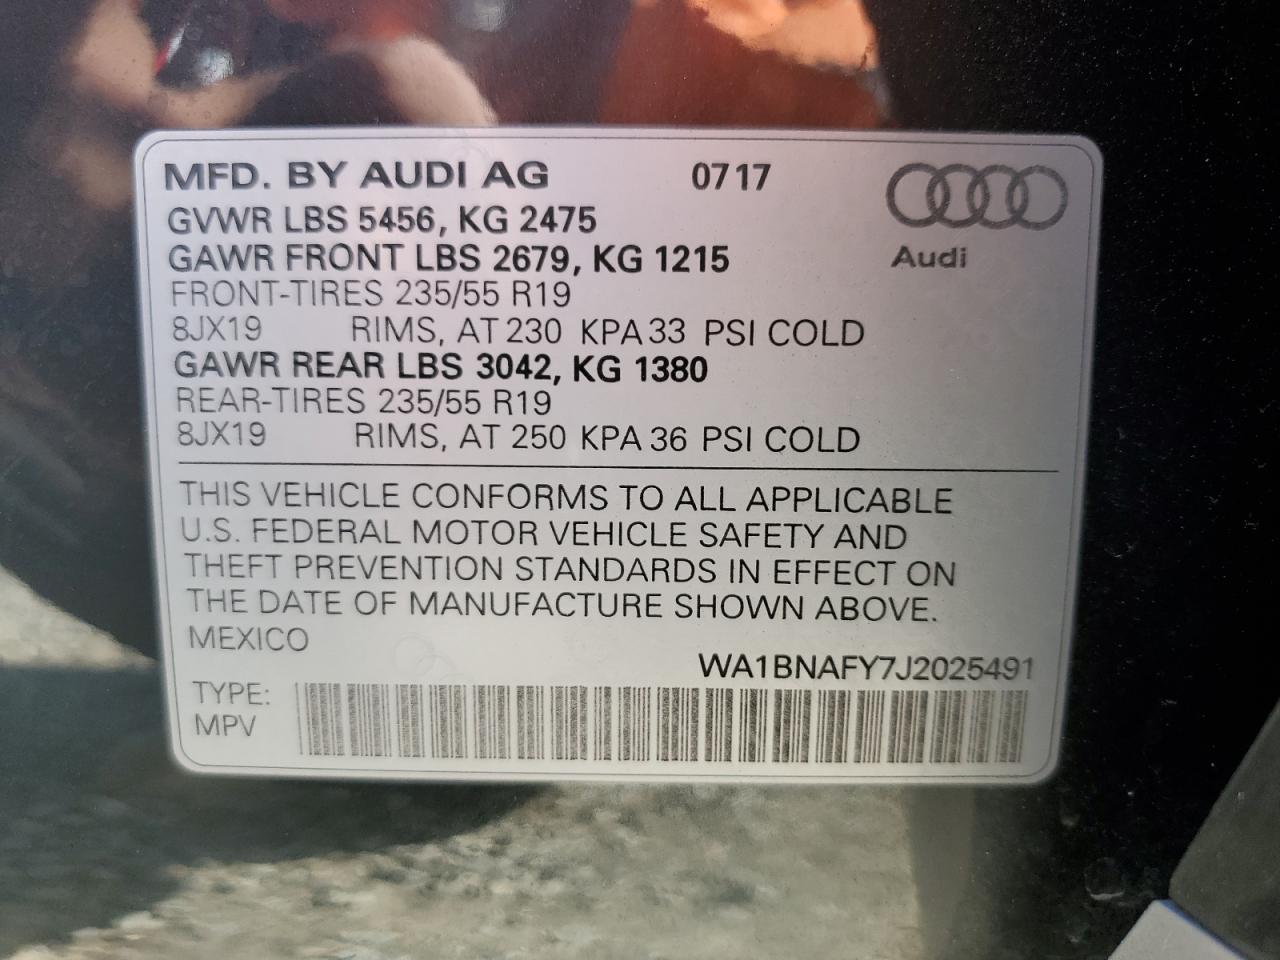 MFD. BY AUDI AG 0717
GVWR LBS 5456, KG 2475
GAWR FRONT LBS 2679, KG 1215
Audi
FRONT-TIRES 235/55 R19
8JX19 RIMS, AT 230 KPA 33 PSI COLD
GAWR REAR LBS 3042, KG 1380
REAR-TIRES 235/55 R19
8JX19 RIMS, AT 250 KPA 36 PSI COLD
THIS VEHICLE CONFORMS TO ALL APPLICABLE
U.S. FEDERAL MOTOR VEHICLE SAFETY AND
THEFT PREVENTION STANDARDS IN EFFECT ON
THE DATE OF MANUFACTURE SHOWN ABOVE.
MEXICO
WA1BNAFY7J2025491
TYPE:
MPV